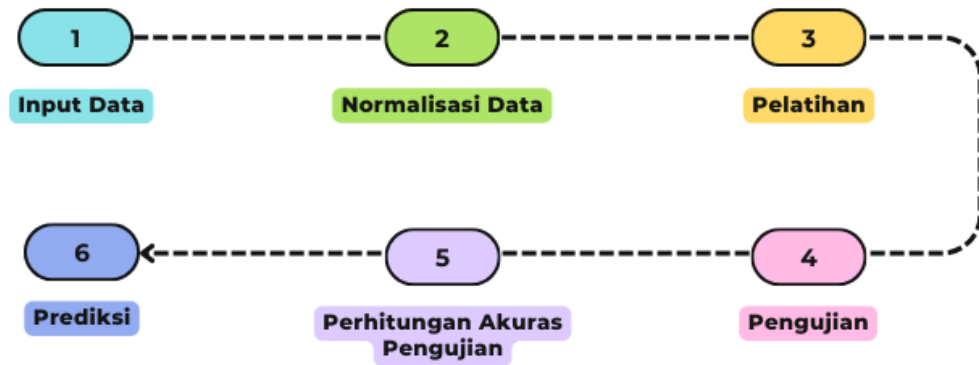 1
2
3
Input Data
Normalisasi Data
Pelatihan
4
Pengujian
5
Perhitungan Akuras
Pengujian
6
Prediksi